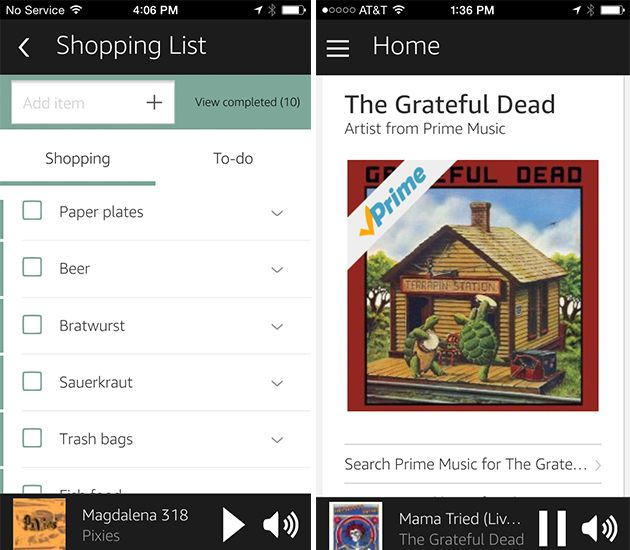 No Service 4:06 PM
Shopping List
Add item
View completed (10)
Shopping To-do
Paper plates
Beer
Bratwurst
Sauerkraut
Trash bags
Fish food
Magdalena 318
Pixies
PiXiES
AT&T 1:36 PM
Home
The Grateful Dead
Artist from Prime Music
GRATEFUL DEAD
Prime
TERRAPIN STATION
Search Prime Music for The Grate...
Mama Tried (Liv...
The Grateful Dead